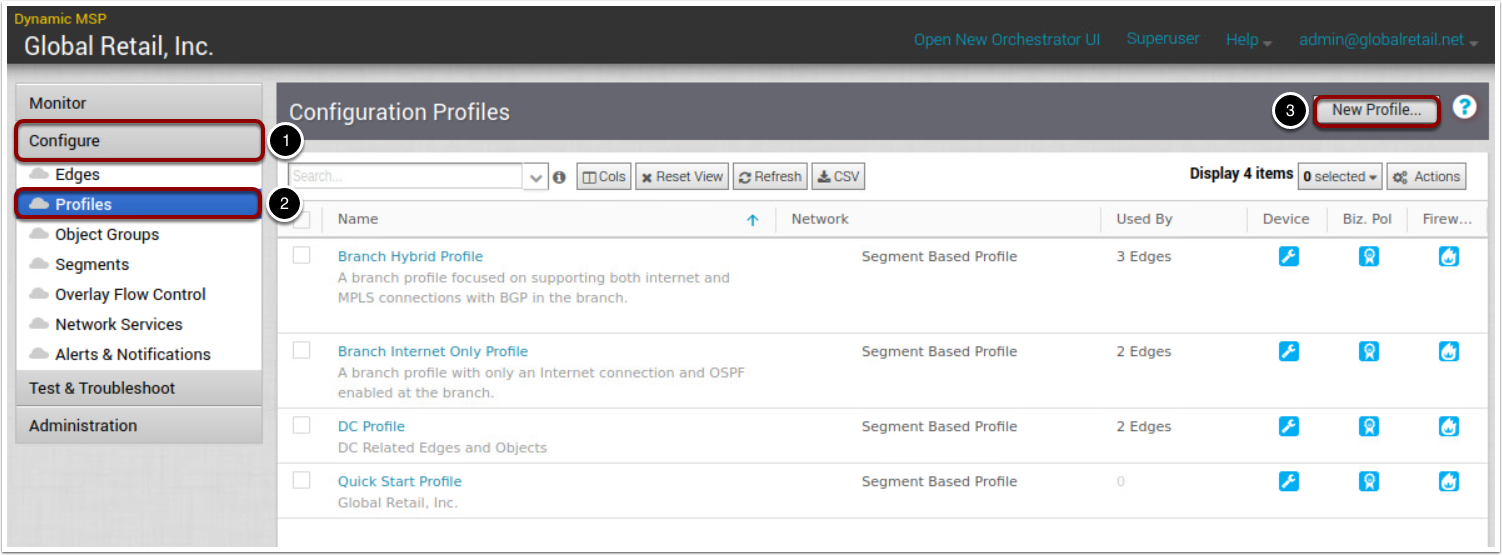 Dynamic MSP
Global Retail, Inc.
Open New Orchestrator UI Superuser Help admin@globalretail.net
Monitor
Configure
1
Edges
Profiles
2
Object Groups
Segments
Overlay Flow Control
Network Services
Alerts & Notifications
Test & Troubleshoot
Administration
Configuration Profiles
3
New Profile...
?
Search...
Cols
Reset View
Refresh
CSV
Display 4 items
0 selected
Actions
Name Network Used By Device Biz. Pol Firew...
Branch Hybrid Profile Segment Based Profile 3 Edges
A branch profile focused on supporting both internet and
MPLS connections with BGP in the branch.
Branch Internet Only Profile Segment Based Profile 2 Edges
A branch profile with only an Internet connection and OSPF
enabled at the branch.
DC Profile Segment Based Profile 2 Edges
DC Related Edges and Objects
Quick Start Profile Segment Based Profile 0
Global Retail, Inc.